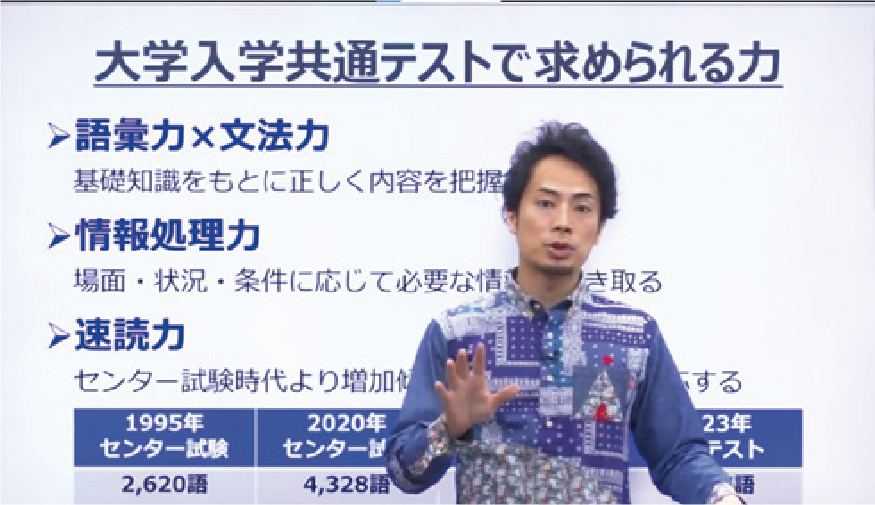 大学入学共通テストで求められる力
➢語彙力×文法力
基礎知識をもとに正しく内容を把握
➢情報処理力
場面・状況・条件に応じて必要な情 き取る
➢速読力
センター試験時代より増加傾 応する
1995年 2020年 23年
センター試験 センター試 テスト
2,620語 4,328語 語